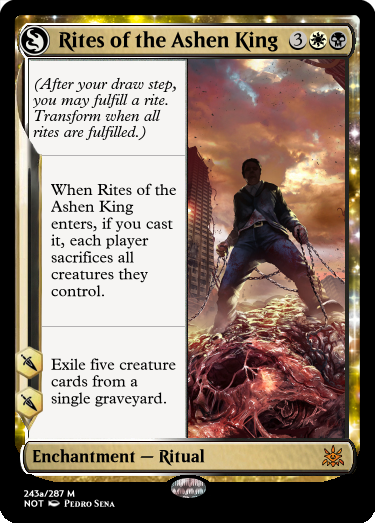 Rites of the Ashen King 3
(After your draw step,
you may fulfill a rite.
Transform when all
rites are fulfilled.)
When Rites of the
Ashen King
enters, if you cast
it, each player
sacrifices all
creatures they
control.
Exile five creature
cards from a
single graveyard.
Enchantment — Ritual
243a/287 M
NOT Pedro Sena